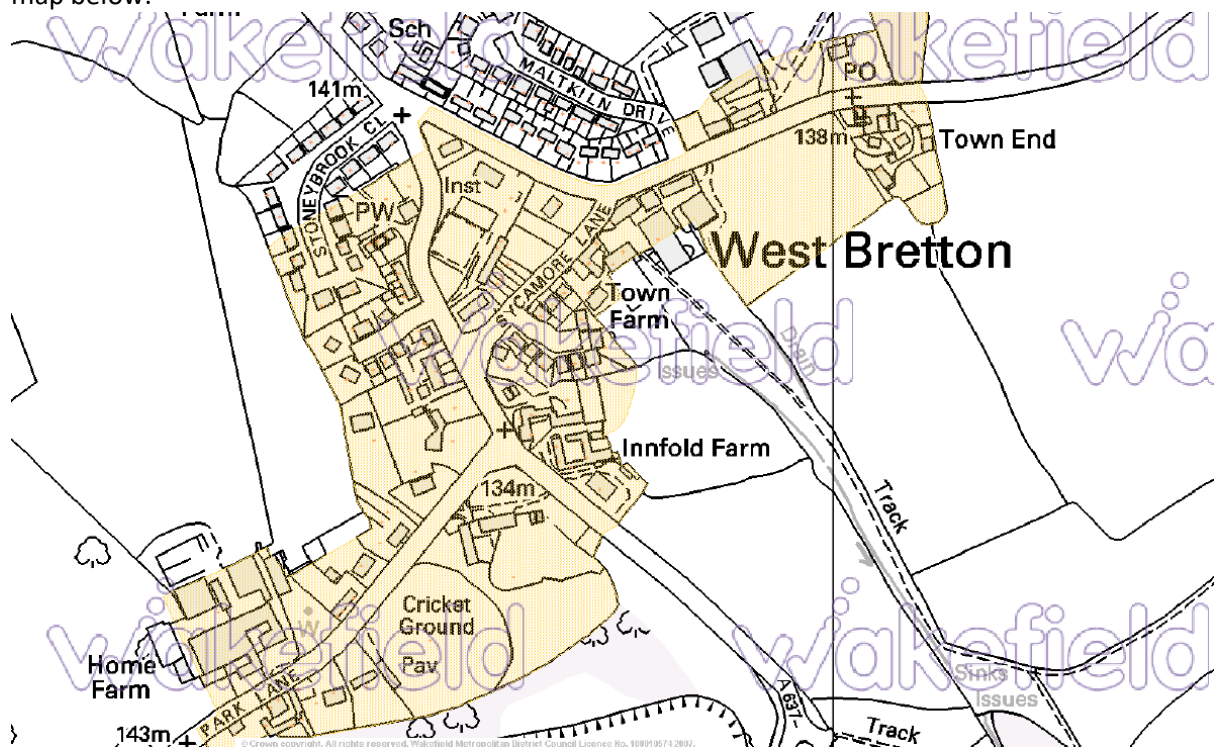 map below:
Farm
Sch
wakefield
wakefield
wakefield
MALTKILN DRIVE
PO
141m
138m
Town End
STONEYBROOK CL
Inst
PW
SYCAMORE LANE
West Bretton
Town
Farm
wakefield
Drain
Issues
Innfold Farm
134m
Track
Cricket
Ground
wakefield
wakefield
W
Pav
Home
Farm
PARK LANE
Sinks
Issues
A 637
143m
Track
© Crown copyright. All rights reserved. Wakefield Metropolitan District Council Licence No. 100019574 2007.